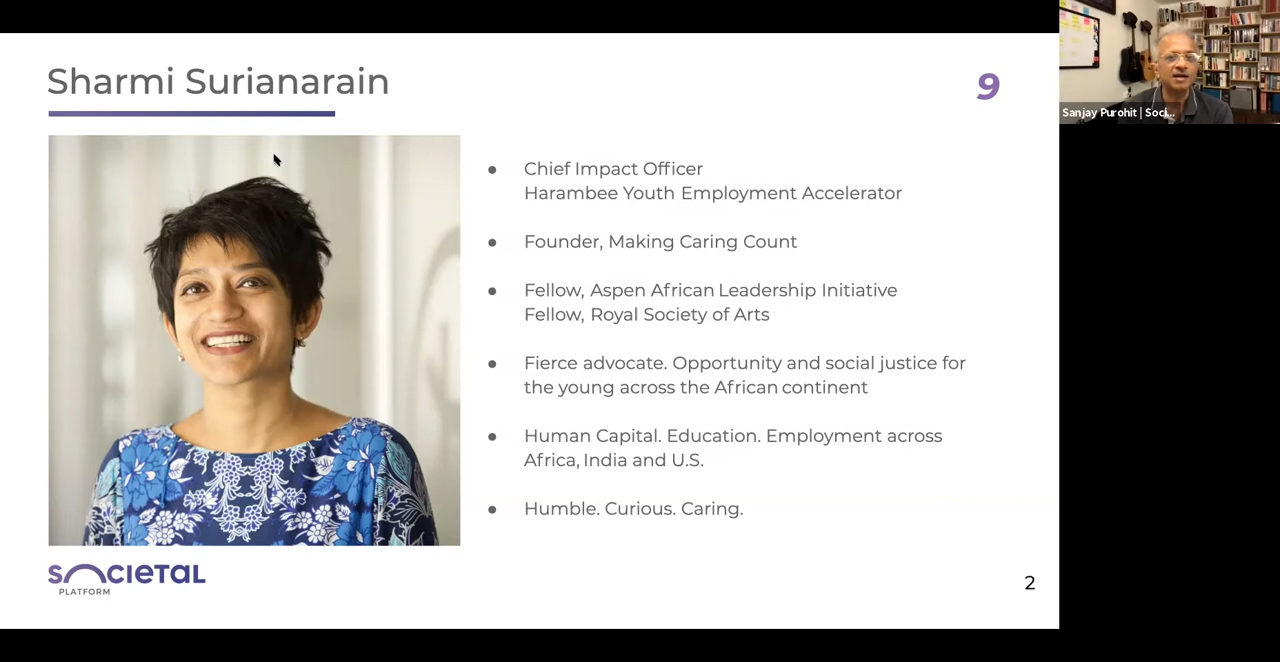 Sharmi Surianarain
9
Chief Impact Officer
Harambee Youth Employment Accelerator
Founder, Making Caring Count
Fellow, Aspen African Leadership Initiative
Fellow, Royal Society of Arts
Fierce advocate. Opportunity and social justice for
the young across the African continent
Human Capital. Education. Employment across
Africa, India and U.S.
Humble. Curious. Caring.
SOCIETAL
PLATFORM
2
Sanjay Purohit | Soci...